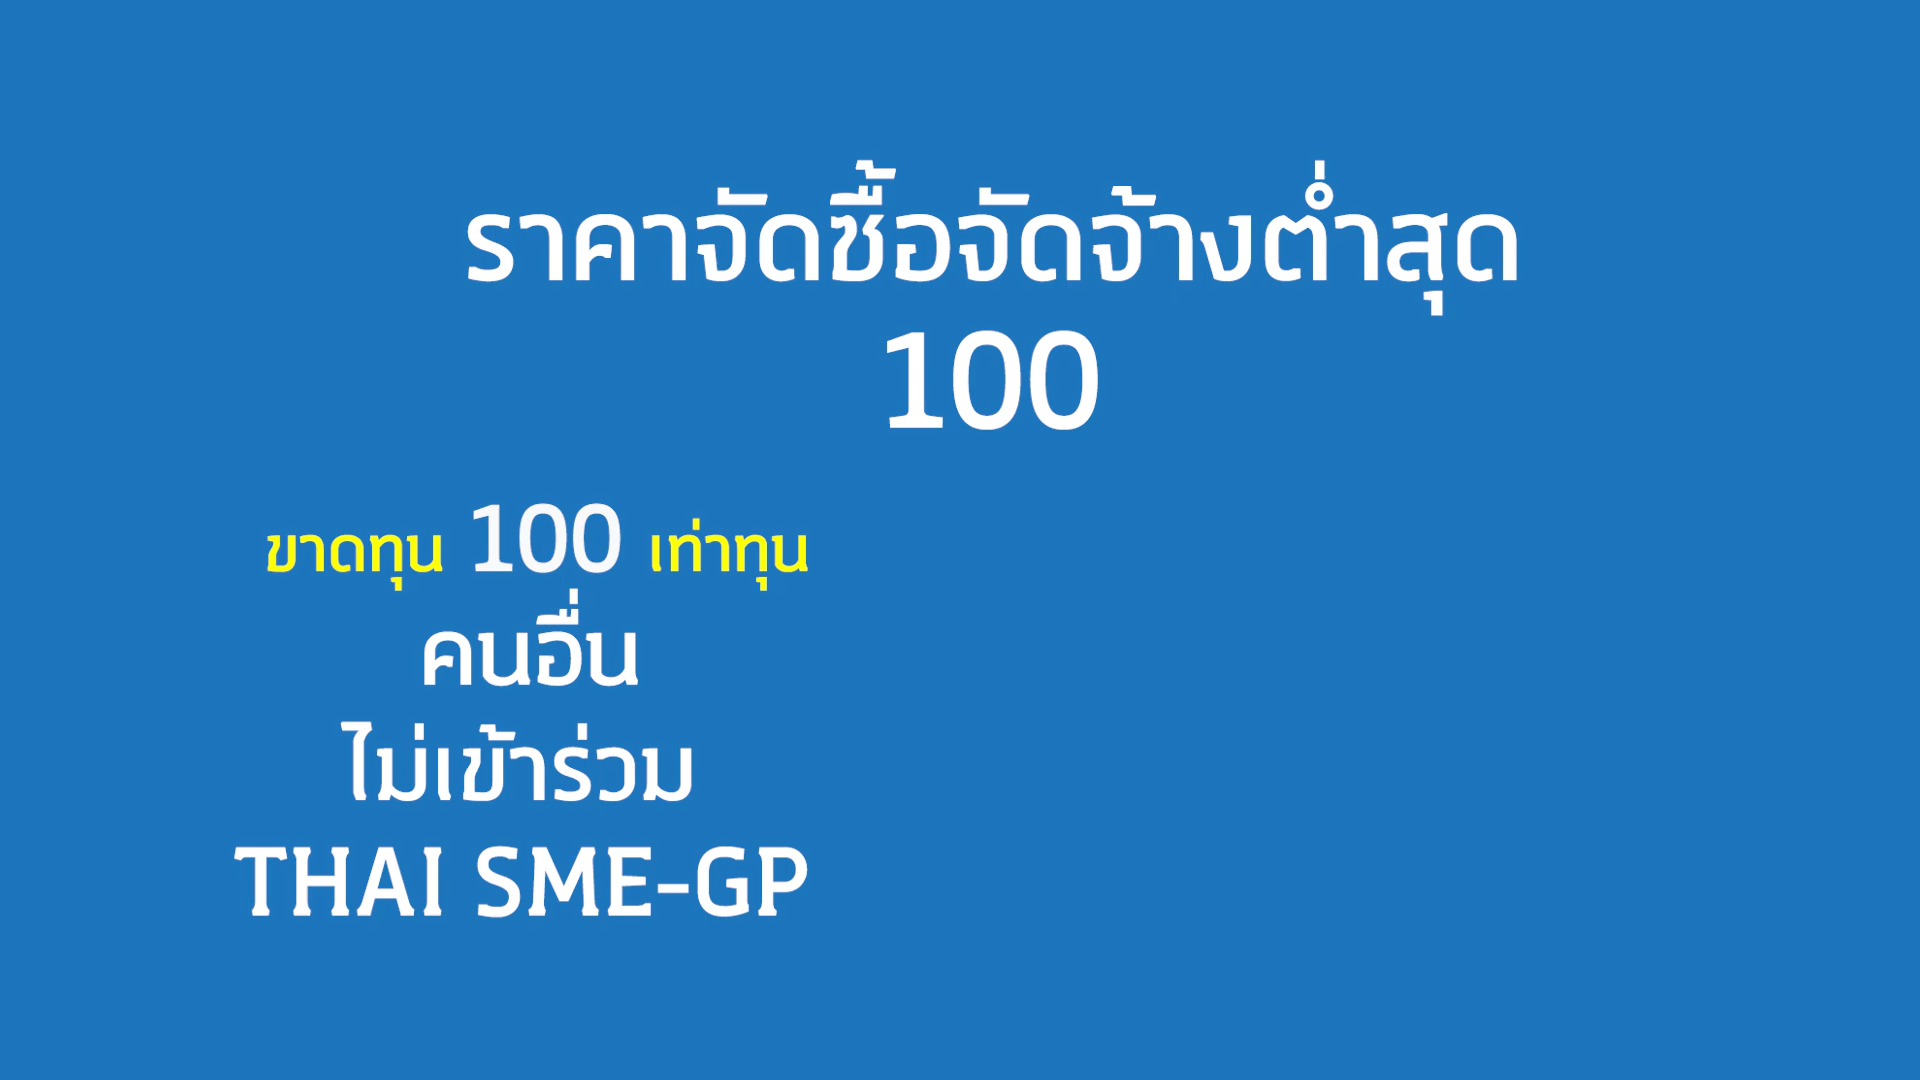 ราคาจัดซื้อจัดจ้างต่ำสุด
100
ขาดทุน 100 เท่าทุน
คนอื่น
ไม่เข้าร่วม
THAI SME-GP